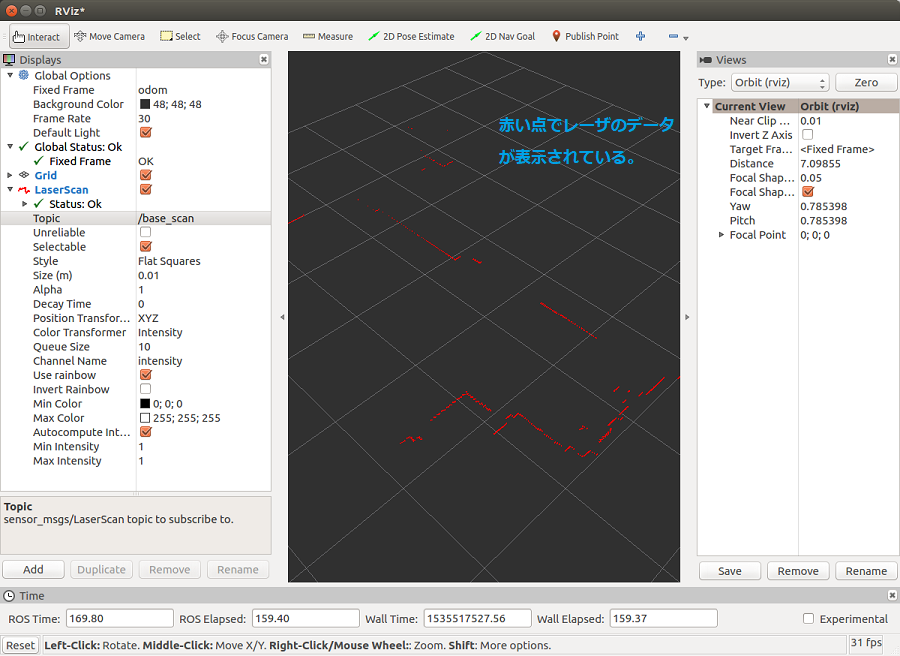 RViz*
Interact Move Camera Select Focus Camera Measure 2D Pose Estimate 2D Nav Goal Publish Point
Displays
Global Options
Fixed Frame odom
Background Color 48; 48; 48
Frame Rate 30
Default Light
Global Status: Ok
Fixed Frame OK
Grid
LaserScan
Status: Ok
Topic /base_scan
Unreliable
Selectable
Style Flat Squares
Size (m) 0.01
Alpha 1
Decay Time 0
Position Transfor... XYZ
Color Transformer Intensity
Queue Size 10
Channel Name intensity
Use rainbow
Invert Rainbow
Min Color 0; 0; 0
Max Color 255; 255; 255
Autocompute Int...
Min Intensity 1
Max Intensity 1
Topic
sensor_msgs/LaserScan topic to subscribe to.
Add Duplicate Remove Rename
赤い点でレーザのデータ
が表示されている。
Views
Type: Orbit (rviz) Zero
Current View Orbit (rviz)
Near Clip ... 0.01
Invert Z Axis
Target Fra... <Fixed Frame>
Distance 7.09855
Focal Shap... 0.05
Focal Shap...
Yaw 0.785398
Pitch 0.785398
Focal Point 0; 0; 0
Save Remove Rename
Time
ROS Time: 169.80 ROS Elapsed: 159.40 Wall Time: 1535517527.56 Wall Elapsed: 159.37 Experimental
Reset Left-Click: Rotate. Middle-Click: Move X/Y. Right-Click/Mouse Wheel:: Zoom. Shift: More options. 31 fps